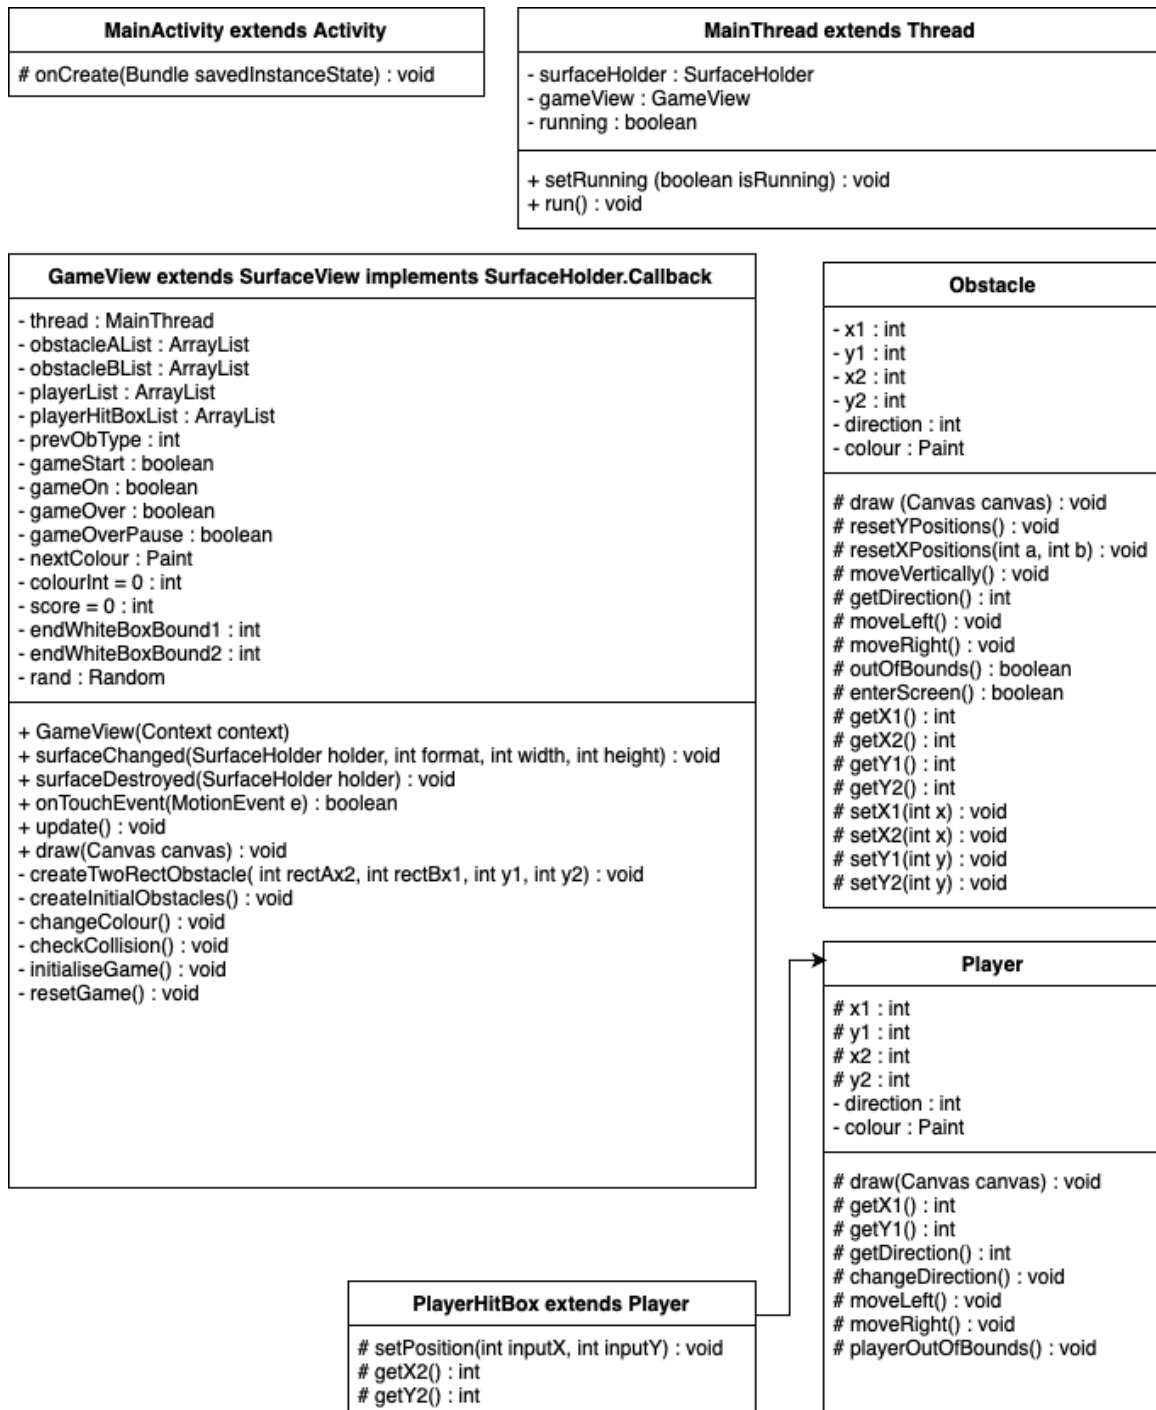 MainActivity extends Activity
# onCreate(Bundle savedInstanceState) : void
MainThread extends Thread
- surfaceHolder : SurfaceHolder
- gameView : GameView
- running : boolean
+ setRunning (boolean isRunning) : void
+ run() : void
GameView extends SurfaceView implements SurfaceHolder.Callback
- thread : MainThread
- obstacleAList : ArrayList
- obstacleBList : ArrayList
- playerList : ArrayList
- playerHitBoxList : ArrayList
- prevObType : int
- gameStart : boolean
- gameOn : boolean
- gameOver : boolean
- gameOverPause : boolean
- nextColour : Paint
- colourInt = 0 : int
- score = 0 : int
- endWhiteBoxBound1 : int
- endWhiteBoxBound2 : int
- rand : Random
+ GameView(Context context)
+ surfaceChanged(SurfaceHolder holder, int format, int width, int height) : void
+ surfaceDestroyed(SurfaceHolder holder) : void
+ onTouchEvent(MotionEvent e) : boolean
+ update() : void
+ draw(Canvas canvas) : void
- createTwoRectObstacle( int rectAx2, int rectBx1, int y1, int y2) : void
- createInitialObstacles() : void
- changeColour() : void
- checkCollision() : void
- initialiseGame() : void
- resetGame() : void
Obstacle
- x1 : int
- y1 : int
- x2 : int
- y2 : int
- direction : int
- colour : Paint
# draw (Canvas canvas) : void
# resetYPositions() : void
# resetXPositions(int a, int b) : void
# moveVertically() : void
# getDirection() : int
# moveLeft() : void
# moveRight() : void
# outOfBounds() : boolean
# enterScreen() : boolean
# getX1() : int
# getX2() : int
# getY1() : int
# getY2() : int
# setX1(int x) : void
# setX2(int x) : void
# setY1(int y) : void
# setY2(int y) : void
Player
# x1 : int
# y1 : int
# x2 : int
# y2 : int
- direction : int
- colour : Paint
# draw(Canvas canvas) : void
# getX1() : int
# getY1() : int
# getDirection() : int
# changeDirection() : void
# moveLeft() : void
# moveRight() : void
# playerOutOfBounds() : void
PlayerHitBox extends Player
# setPosition(int inputX, int inputY) : void
# getX2() : int
# getY2() : int